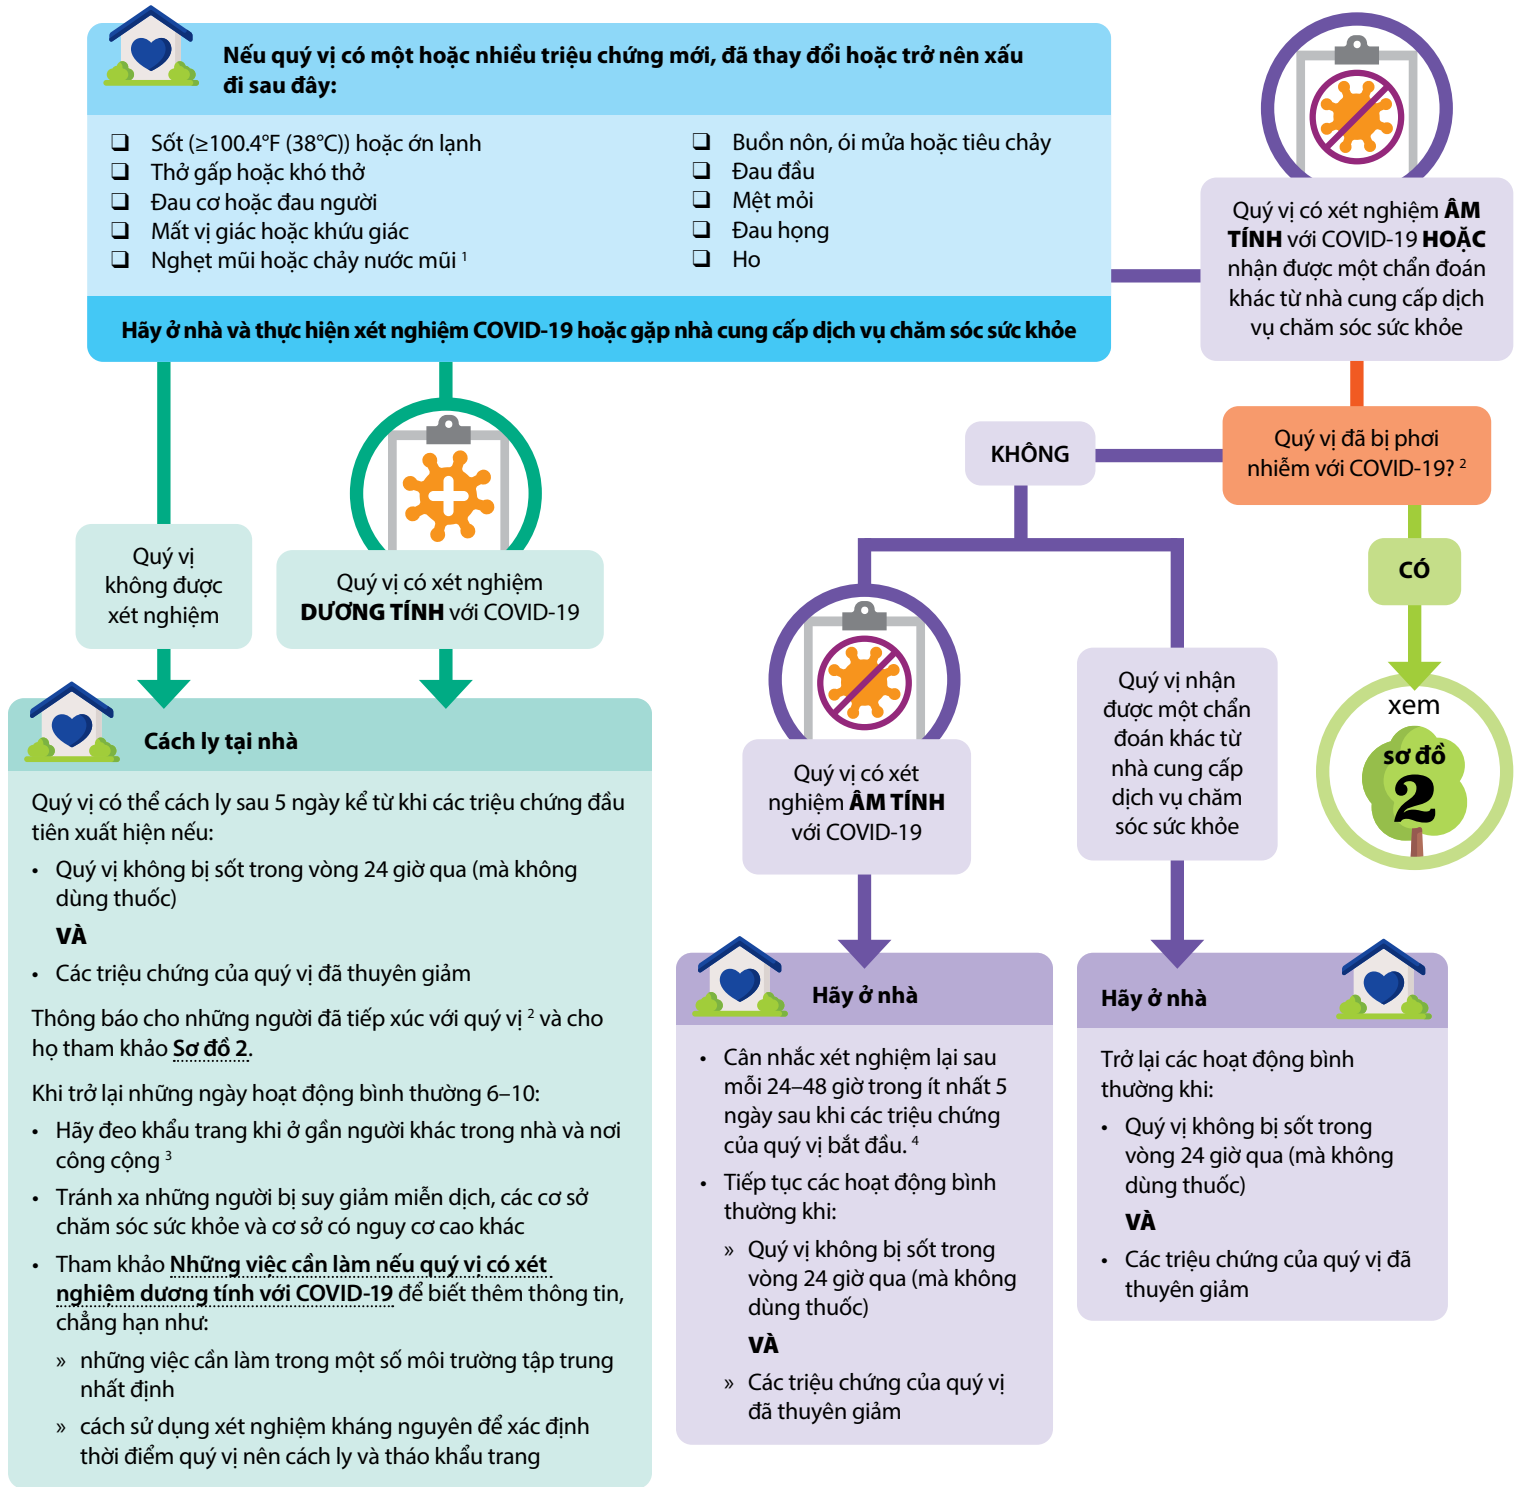 Nếu quý vị có một hoặc nhiều triệu chứng mới, đã thay đổi hoặc trở nên xấu
đi sau đây:
❑ Sốt (≥100.4°F (38°C)) hoặc ớn lạnh
❑ Thở gấp hoặc khó thở
❑ Đau cơ hoặc đau người
❑ Mất vị giác hoặc khứu giác
❑ Nghẹt mũi hoặc chảy nước mũi 1
❑ Buồn nôn, ói mửa hoặc tiêu chảy
❑ Đau đầu
❑ Mệt mỏi
❑ Đau họng
❑ Ho
Hãy ở nhà và thực hiện xét nghiệm COVID-19 hoặc gặp nhà cung cấp dịch vụ chăm sóc sức khỏe
Quý vị có xét nghiệm ÂM
TÍNH với COVID-19 HOẶC
nhận được một chẩn đoán
khác từ nhà cung cấp dịch
vụ chăm sóc sức khỏe
Quý vị đã bị phơi
nhiễm với COVID-19? 2
KHÔNG
CÓ
xem
sơ đồ
2
Quý vị
không được
xét nghiệm
Quý vị có xét nghiệm
DƯƠNG TÍNH với COVID-19
Quý vị có xét
nghiệm ÂM TÍNH
với COVID-19
Quý vị nhận
được một chẩn
đoán khác từ
nhà cung cấp
dịch vụ chăm
sóc sức khỏe
Cách ly tại nhà
Quý vị có thể cách ly sau 5 ngày kể từ khi các triệu chứng đầu
tiên xuất hiện nếu:
• Quý vị không bị sốt trong vòng 24 giờ qua (mà không
dùng thuốc)
VÀ
• Các triệu chứng của quý vị đã thuyên giảm
Thông báo cho những người đã tiếp xúc với quý vị 2 và cho
họ tham khảo Sơ đồ 2.
Khi trở lại những ngày hoạt động bình thường 6–10:
• Hãy đeo khẩu trang khi ở gần người khác trong nhà và nơi
công cộng 3
• Tránh xa những người bị suy giảm miễn dịch, các cơ sở
chăm sóc sức khỏe và cơ sở có nguy cơ cao khác
• Tham khảo Những việc cần làm nếu quý vị có xét
nghiệm dương tính với COVID-19 để biết thêm thông tin,
chẳng hạn như:
» những việc cần làm trong một số môi trường tập trung
nhất định
» cách sử dụng xét nghiệm kháng nguyên để xác định
thời điểm quý vị nên cách ly và tháo khẩu trang
Hãy ở nhà
• Cân nhắc xét nghiệm lại sau
mỗi 24–48 giờ trong ít nhất 5
ngày sau khi các triệu chứng
của quý vị bắt đầu. 4
• Tiếp tục các hoạt động bình
thường khi:
» Quý vị không bị sốt trong
vòng 24 giờ qua (mà không
dùng thuốc)
VÀ
» Các triệu chứng của quý vị
đã thuyên giảm
Hãy ở nhà
Trở lại các hoạt động bình
thường khi:
• Quý vị không bị sốt trong
vòng 24 giờ qua (mà không
dùng thuốc)
VÀ
• Các triệu chứng của quý vị đã
thuyên giảm